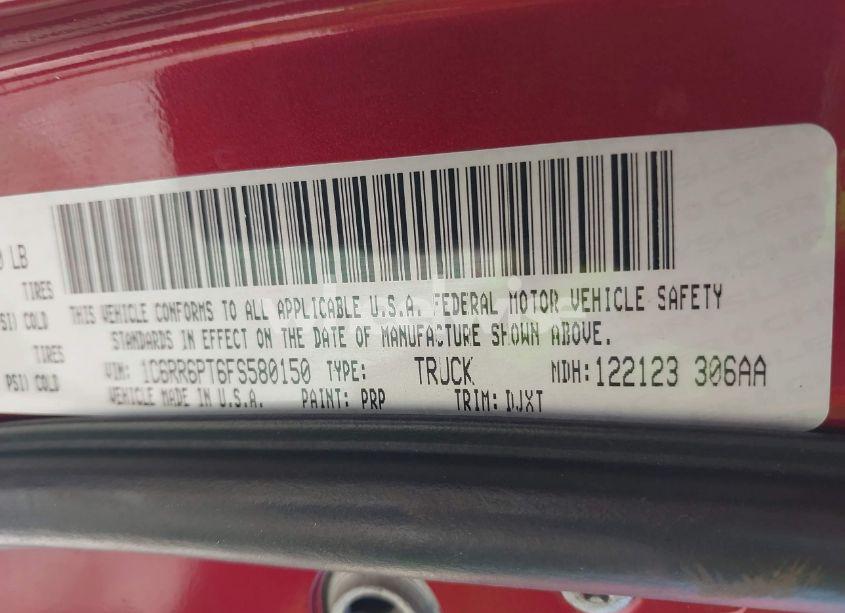 0 LB
TIRES
PSI) COLD
TIRES
PSI) COLD
THIS VEHICLE CONFORMS TO ALL APPLICABLE U.S.A. FEDERAL MOTOR VEHICLE SAFETY
STANDARDS IN EFFECT ON THE DATE OF MANUFACTURE SHOWN ABOVE.
VIN: 1C6RR6PT6FS580150 TYPE: TRUCK MDH: 122123 306AA
VEHICLE MADE IN U.S.A. PAINT: PRP TRIM: DJXT